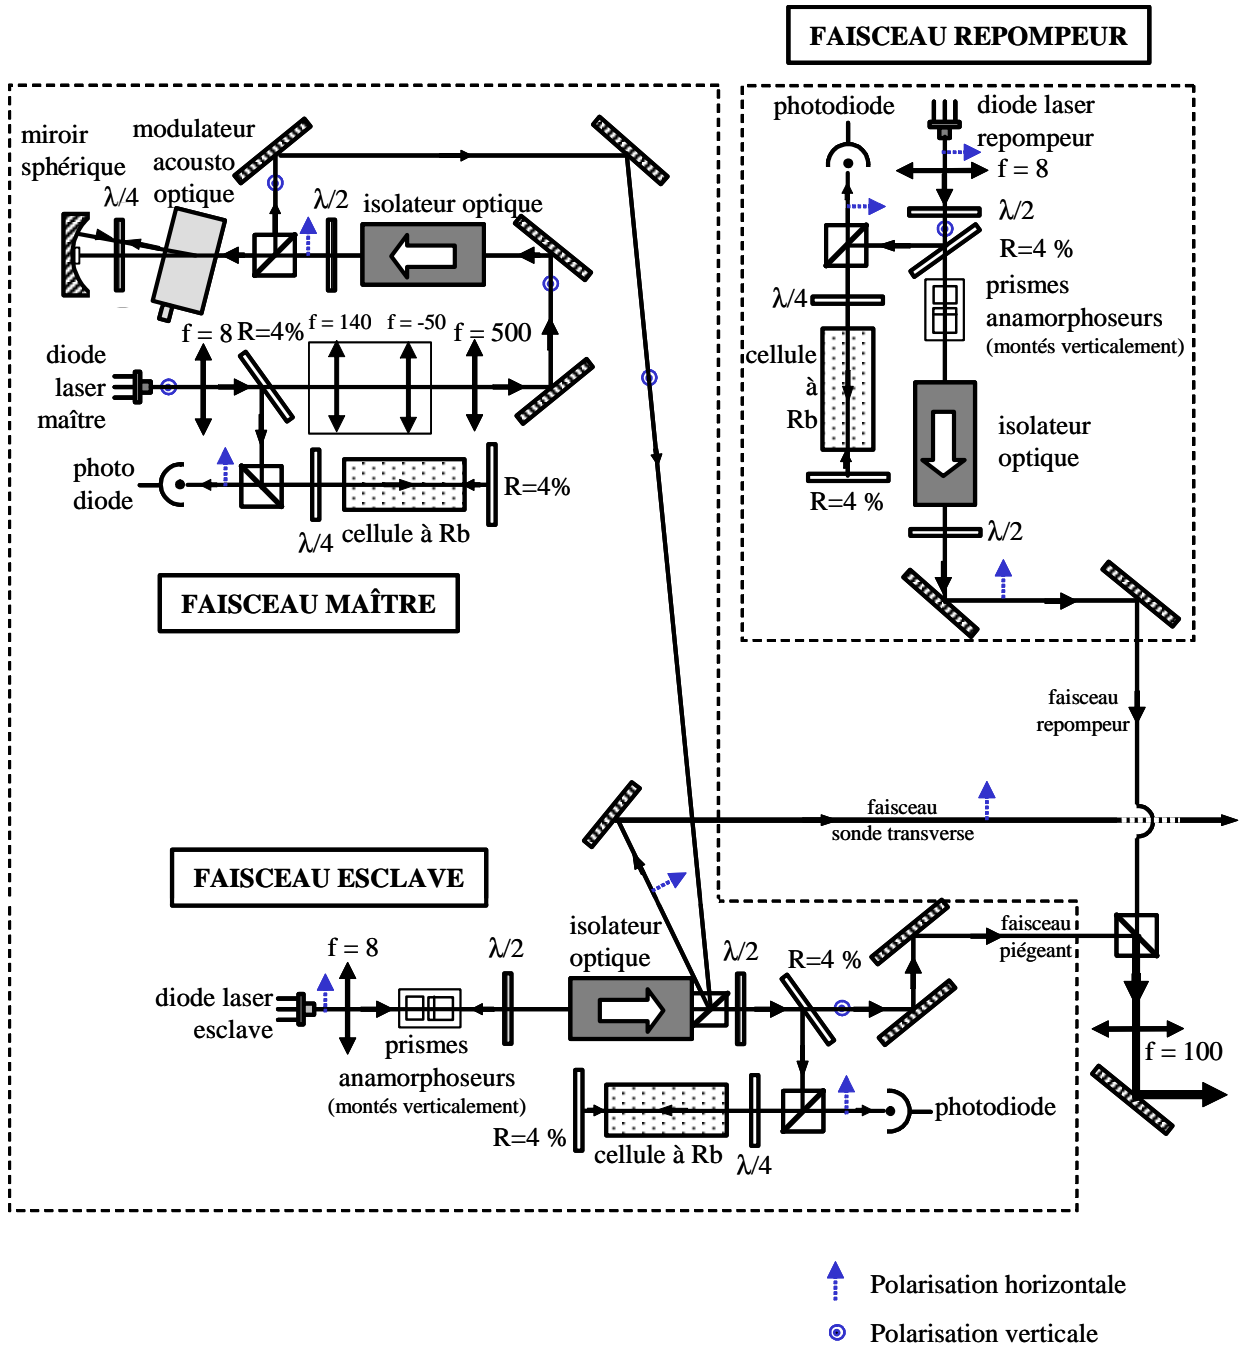 FAISCEAU REPOMPEUR
photodiode
diode laser
repompeur
f = 8
λ/2
R=4 %
prismes
anamorphoseurs
(montés verticalement)
λ/4
cellule
à
Rb
isolateur
optique
R=4 %
λ/2
faisceau
repompeur
miroir
sphérique
modulateur
acousto
optique
λ/4
λ/2
isolateur optique
f = 8
R=4%
f = 140
f = -50
f = 500
diode
laser
maître
photo
diode
λ/4
cellule à Rb
R=4%
FAISCEAU MAÎTRE
faisceau
sonde transverse
FAISCEAU ESCLAVE
f = 8
λ/2
isolateur
optique
λ/2
R=4 %
faisceau
piégeant
diode laser
esclave
prismes
anamorphoseurs
(montés verticalement)
R=4 %
cellule à Rb
λ/4
photodiode
f = 100
Polarisation horizontale
Polarisation verticale